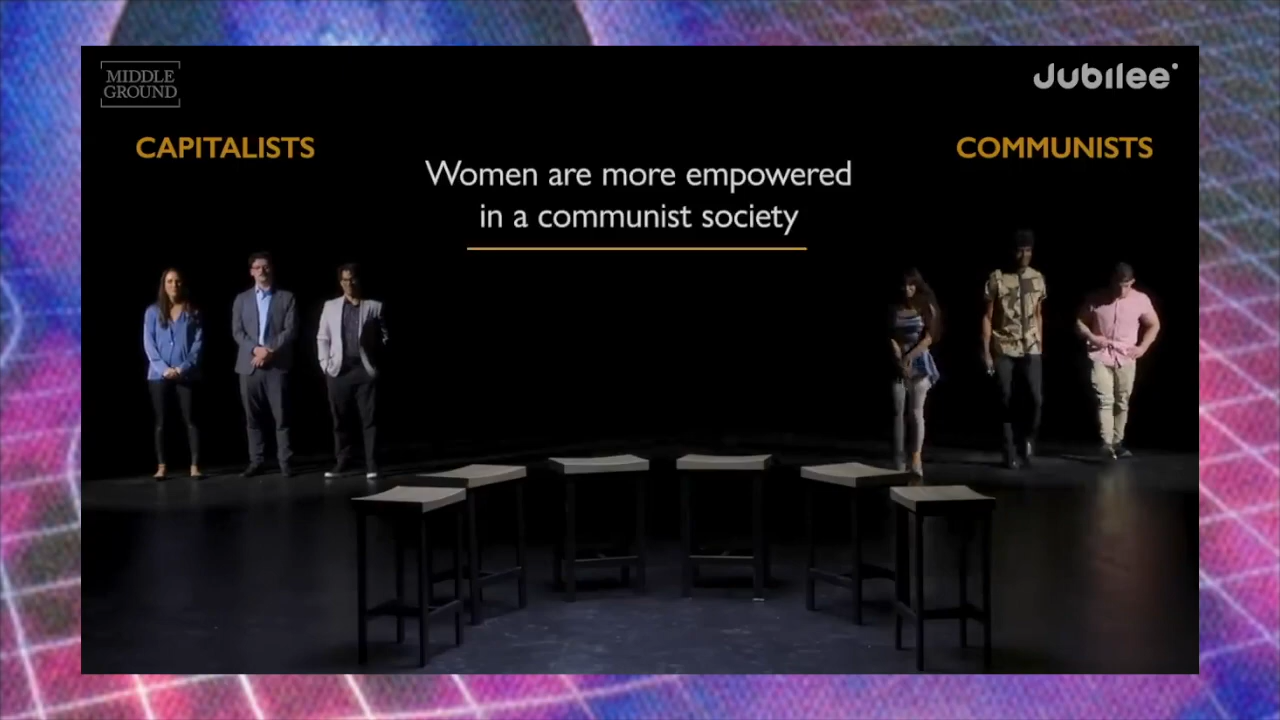 MIDDLE
GROUND
Jubilee
CAPITALISTS
COMMUNISTS
Women are more empowered
in a communist society